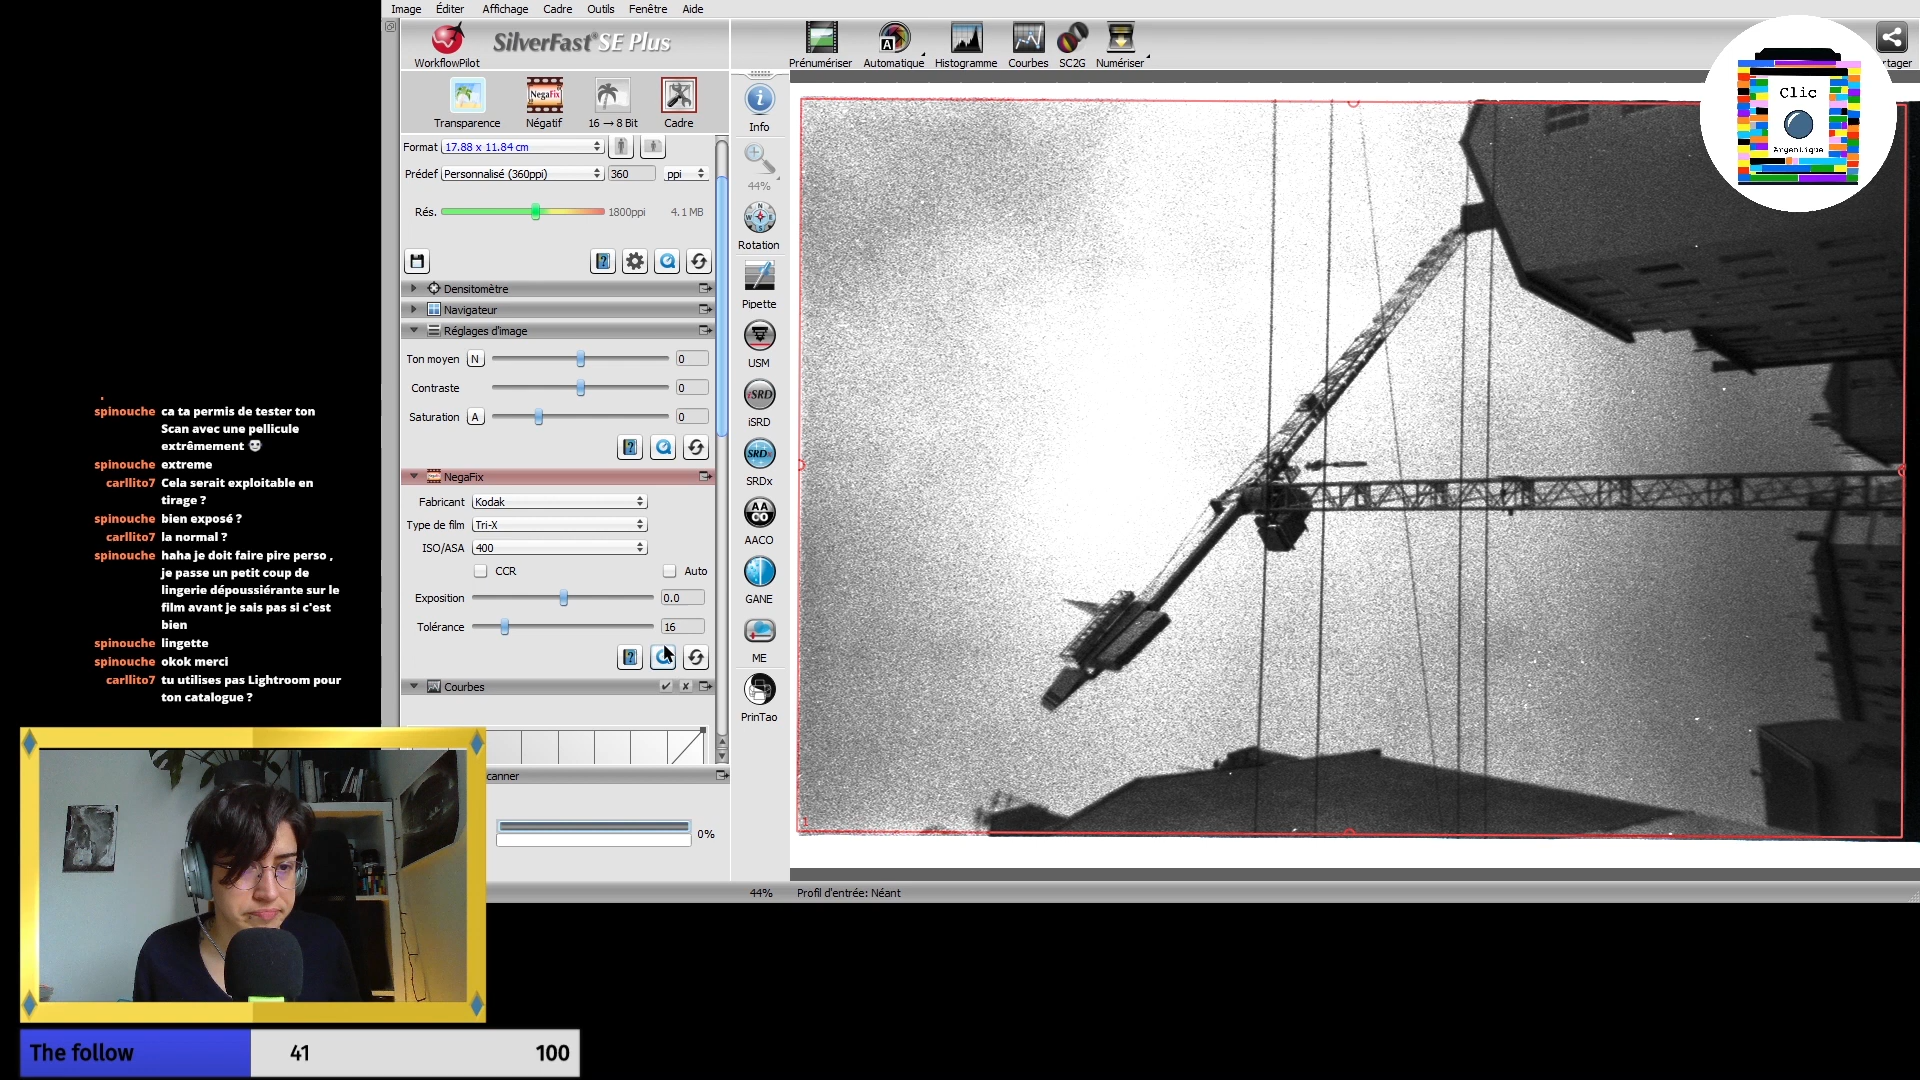 Image Éditer Affichage Cadre Outils Fenêtre Aide
WorkflowPilot
SilverFast® SE Plus
Prénumériser Automatique Histogramme Courbes SC2G Numériser
Transparence Négatif 16 → 8 Bit Cadre
NegaFix
Format 17.88 x 11.84 cm
Prédef Personnalisé (360ppi) 360 ppi
Rés. 1800ppi 4.1 MB
Densitomètre
Navigateur
Réglages d'image
Ton moyen N 0
Contraste 0
Saturation A 0
NegaFix
Fabricant Kodak
Type de film Tri-X
ISO/ASA 400
CCR Auto
Exposition 0.0
Tolérance 16
Courbes
canner
0%
Info
44%
Rotation
Pipette
USM
iSRD
iSRD
SRDx
SRDx
AA
CO
AACO
GANE
ME
PrinTao
44% Profil d'entrée: Néant
1
Clic
Argentique
rtager
spinouche ca ta permis de tester ton
Scan avec une pellicule
extrêmement 💀
spinouche extreme
carllito7 Cela serait exploitable en
tirage ?
spinouche bien exposé ?
carllito7 la normal ?
spinouche haha je doit faire pire perso ,
je passe un petit coup de
lingerie dépoussiérante sur le
film avant je sais pas si c'est
bien
spinouche lingette
spinouche okok merci
carllito7 tu utilises pas Lightroom pour
ton catalogue ?
The follow 41 100